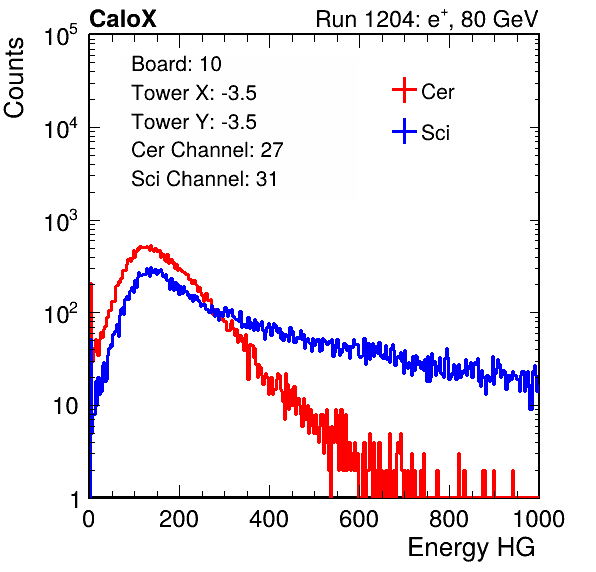 CaloX Run 1204: e⁺, 80 GeV
Counts
10⁵
10⁴
10³
10²
10
1
Board: 10
Tower X: -3.5
Tower Y: -3.5
Cer Channel: 27
Sci Channel: 31
Cer
Sci
0 200 400 600 800 1000
Energy HG